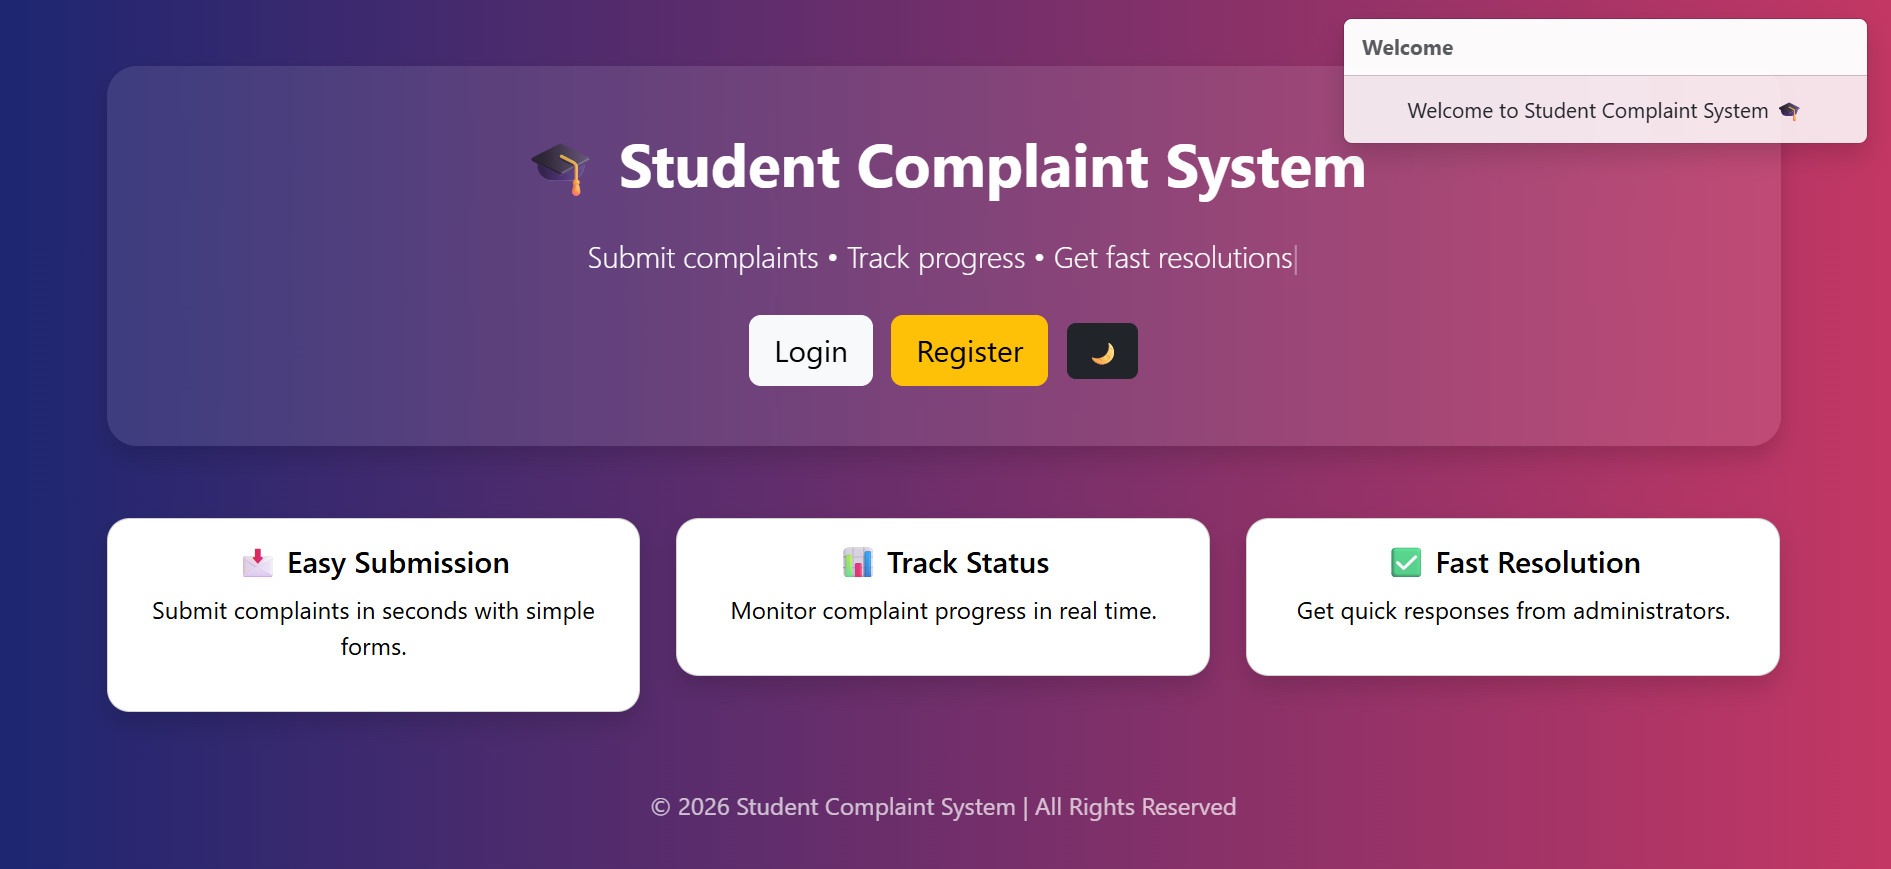 Welcome
Welcome to Student Complaint System
Student Complaint System
Submit complaints • Track progress • Get fast resolutions
Login
Register
Easy Submission
Submit complaints in seconds with simple
forms.
Track Status
Monitor complaint progress in real time.
Fast Resolution
Get quick responses from administrators.
© 2026 Student Complaint System | All Rights Reserved